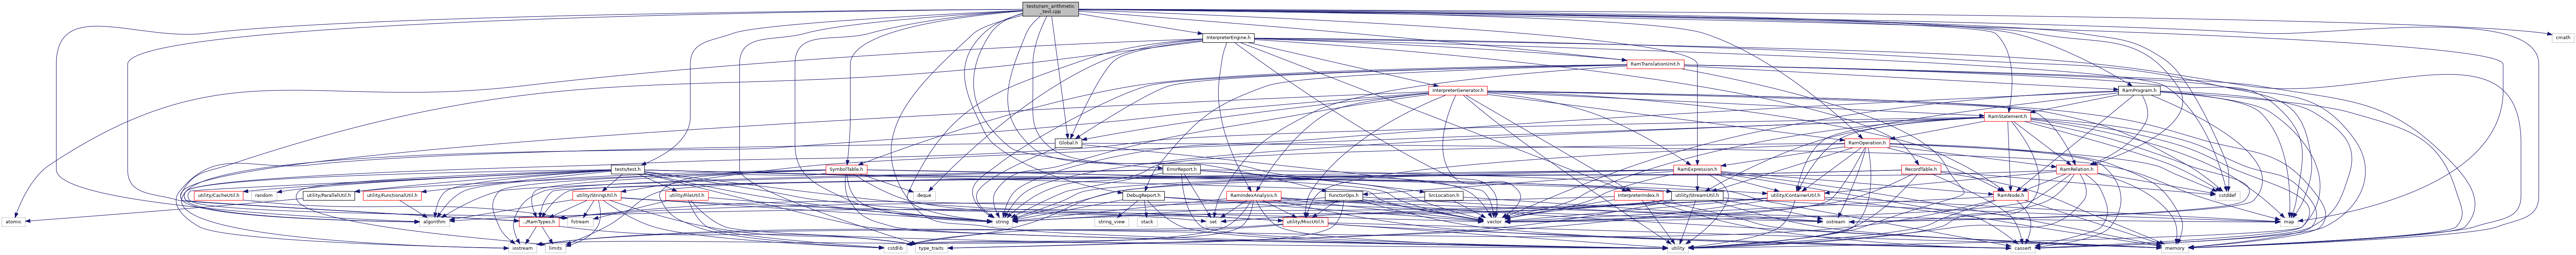 tests/ram_arithmetic
_test.cpp
InterpreterEngine.h
cmath
RamTranslationUnit.h
InterpreterGenerator.h
RamProgram.h
RamStatement.h
Global.h
RamOperation.h
tests/test.h
SymbolTable.h
ErrorReport.h
RamExpression.h
RecordTable.h
RamRelation.h
utility/CacheUtil.h
random
utility/ParallelUtil.h
utility/FunctionalUtil.h
utility/StringUtil.h
utility/FileUtil.h
deque
DebugReport.h
RamIndexAnalysis.h
FunctorOps.h
SrcLocation.h
InterpreterIndex.h
utility/StreamUtil.h
utility/ContainerUtil.h
RamNode.h
cstddef
atomic
algorithm
../RamTypes.h
fstream
string
string_view
stack
set
utility/MiscUtil.h
vector
ostream
map
iostream
limits
cstdlib
type_traits
utility
cassert
memory